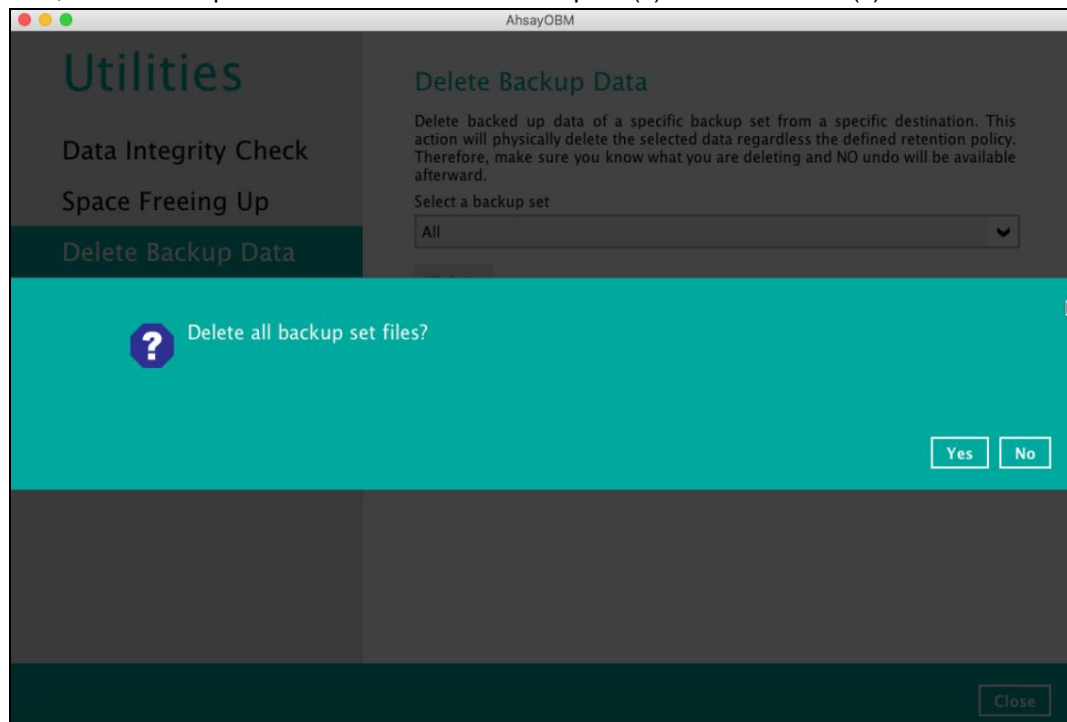 AhsayOBM
Utilities
Data Integrity Check
Space Freeing Up
Delete Backup Data
Delete Backup Data
Delete backed up data of a specific backup set from a specific destination. This
action will physically delete the selected data regardless the defined retention policy.
Therefore, make sure you know what you are deleting and NO undo will be available
afterward.
Select a backup set
All
?
Delete all backup set files?
Yes
No
Close